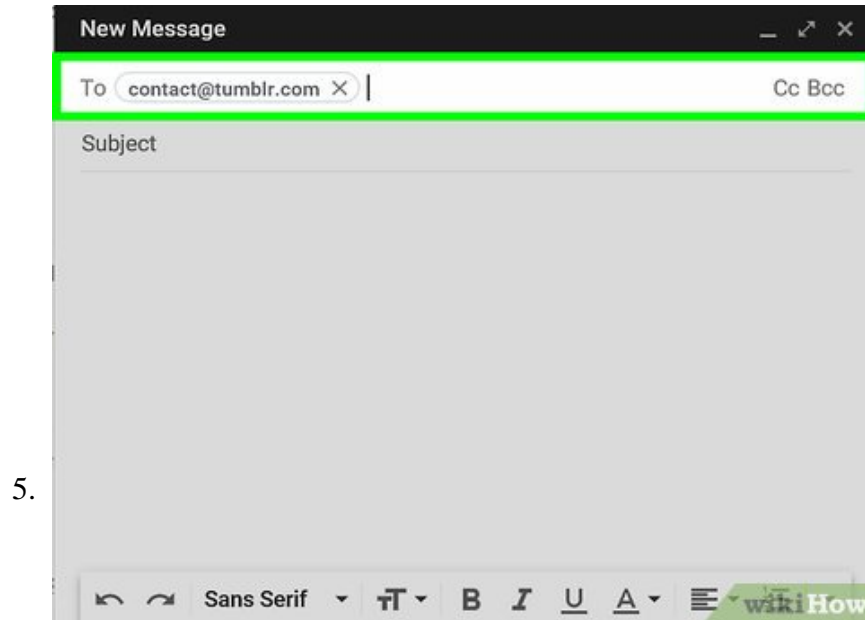 New Message
To contact@tumblr.com Cc Bcc
Subject
5.
Sans Serif B I U A
wikiHow